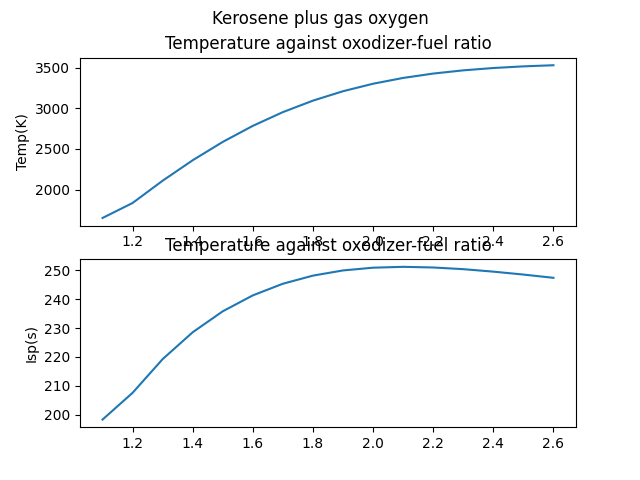 Kerosene plus gas oxygen
Temperature against oxodizer-fuel ratio
3500
3000
2500
2000
Temp(K)
1.2 1.4 1.6 1.8 2.0 2.2 2.4 2.6
Temperature against oxodizer-fuel ratio
250
240
230
220
210
200
Isp(s)
1.2 1.4 1.6 1.8 2.0 2.2 2.4 2.6